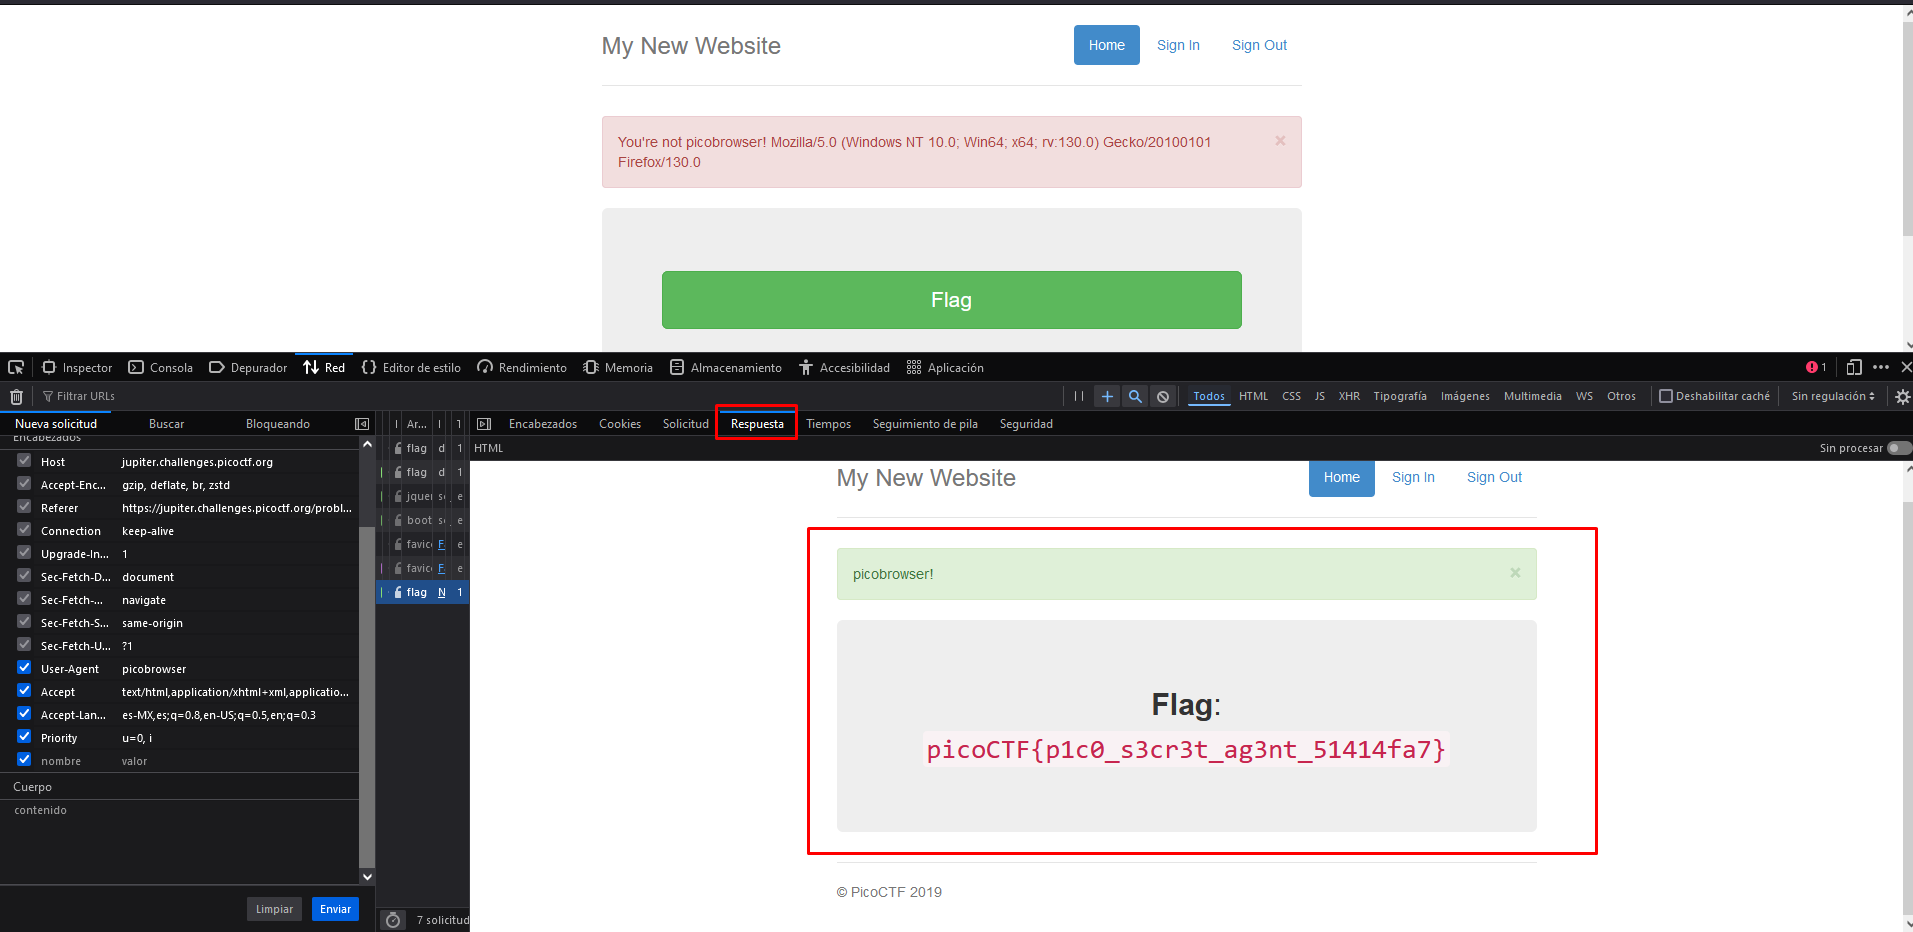 My New Website
Home Sign In Sign Out
You're not picobrowser! Mozilla/5.0 (Windows NT 10.0; Win64; x64; rv:130.0) Gecko/20100101
Firefox/130.0
×
Flag
Inspector Consola Depurador Red Editor de estilo Rendimiento Memoria Almacenamiento Accesibilidad Aplicación 1
Filtrar URLs
Todos HTML CSS JS XHR Tipografía Imágenes Multimedia WS Otros Deshabilitar caché Sin regulación
Nueva solicitud Buscar Bloqueando
Encabezados
Host jupiter.challenges.picoctf.org
Accept-Enc... gzip, deflate, br, zstd
Referer https://jupiter.challenges.picoctf.org/probl...
Connection keep-alive
Upgrade-In... 1
Sec-Fetch-D... document
Sec-Fetch-... navigate
Sec-Fetch-S... same-origin
Sec-Fetch-U... ?1
User-Agent picobrowser
Accept text/html,application/xhtml+xml,applicatio...
Accept-Lan... es-MX,es;q=0.8,en-US;q=0.5,en;q=0.3
Priority u=0, i
nombre valor
Cuerpo
contenido
Limpiar Enviar
Ar...
flag d 1
flag d 1
jquer e
boot e
favic F e
favic F e
flag N 1
7 solicitud
Encabezados Cookies Solicitud Respuesta Tiempos Seguimiento de pila Seguridad
HTML Sin procesar
My New Website
Home Sign In Sign Out
picobrowser! ×
Flag:
picoCTF{p1c0_s3cr3t_ag3nt_51414fa7}
© PicoCTF 2019